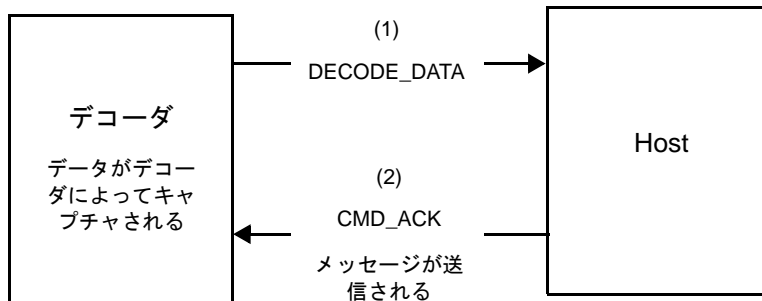 デコーダ
データがデコー
ダによってキャ
プチャされる
(1)
DECODE_DATA
(2)
CMD_ACK
メッセージが送
信される
Host